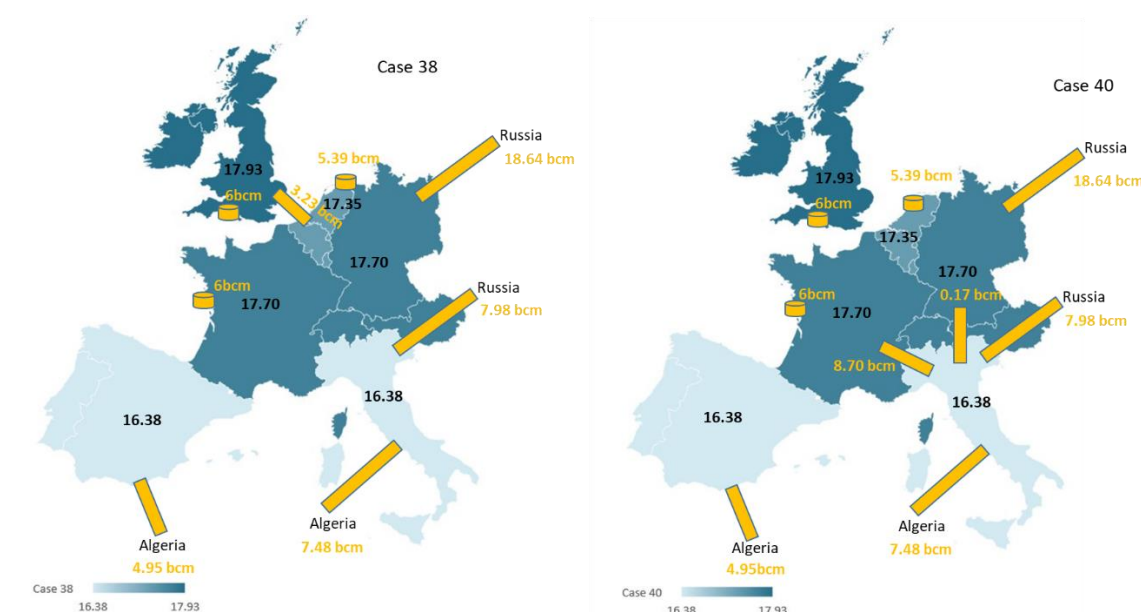 Case 38
Russia
18.64 bcm
5.39 bcm
17.93
6bcm
3.23 bcm
17.35
17.70
Russia
7.98 bcm
6bcm
17.70
16.38
16.38
Algeria
7.48 bcm
Algeria
4.95 bcm
Case 38
16.38
17.93
Case 40
Russia
18.64 bcm
5.39 bcm
17.93
6bcm
17.35
17.70
0.17 bcm
Russia
7.98 bcm
6bcm
17.70
8.70 bcm
16.38
16.38
Algeria
7.48 bcm
Algeria
4.95bcm
Case 40
16.38
17.93